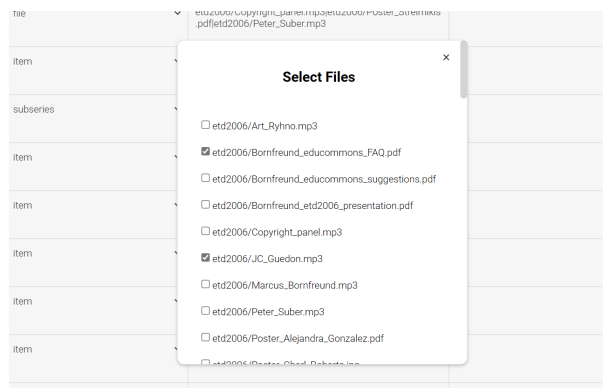 file
etd2006/Copyright_panel.mp3|etd2006/Poster_Streimikis
.pdf|etd2006/Peter_Suber.mp3
item
×
Select Files
subseries
etd2006/Art_Ryhno.mp3
etd2006/Bornfreund_educommons_FAQ.pdf
item
etd2006/Bornfreund_educommons_suggestions.pdf
item
etd2006/Bornfreund_etd2006_presentation.pdf
etd2006/Copyright_panel.mp3
item
etd2006/JC_Guedon.mp3
etd2006/Marcus_Bornfreund.mp3
item
etd2006/Peter_Suber.mp3
etd2006/Poster_Alejandra_Gonzalez.pdf
item